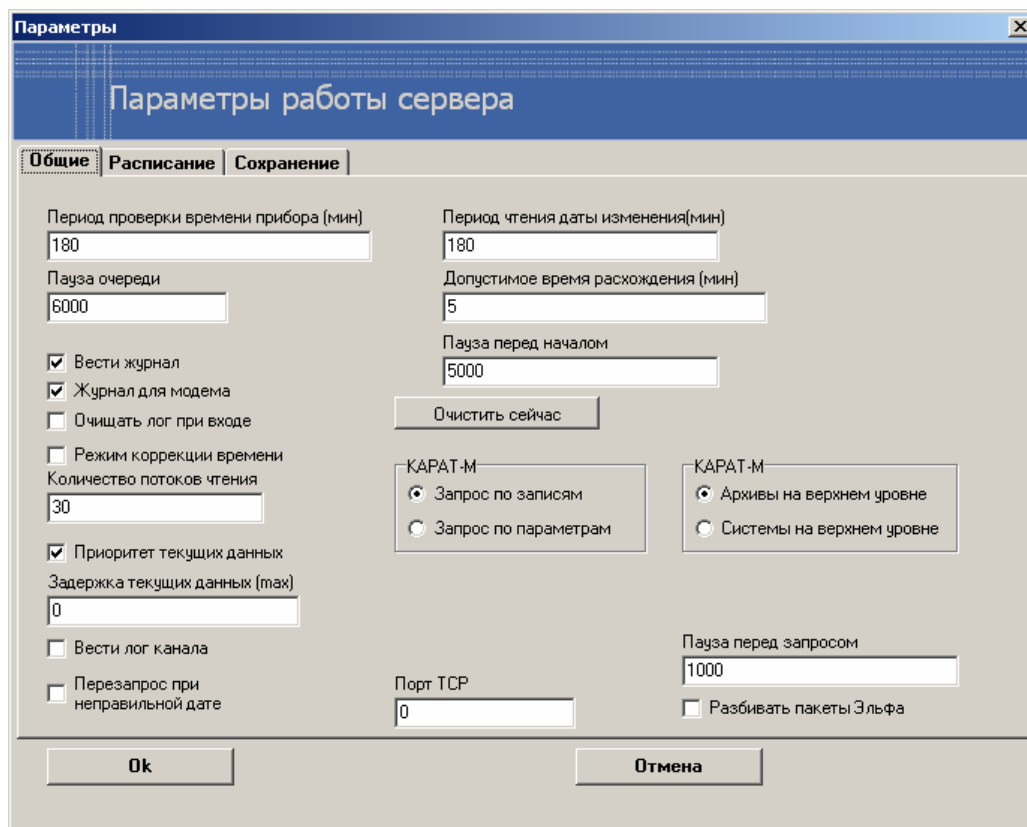 Параметры
Параметры работы сервера
Общие Расписание Сохранение
Период проверки времени прибора (мин)
180
Период чтения даты изменения(мин)
180
Пауза очереди
6000
Допустимое время расхождения (мин)
5
Пауза перед началом
5000
Вести журнал
Журнал для модема
Очищать лог при входе
Очистить сейчас
Режим коррекции времени
Количество потоков чтения
30
КАРАТ-М
Запрос по записям
Запрос по параметрам
КАРАТ-М
Архивы на верхнем уровне
Системы на верхнем уровне
Приоритет текущих данных
Задержка текущих данных (max)
0
Вести лог канала
Перезапрос при
неправильной дате
Порт TCP
0
Пауза перед запросом
1000
Разбивать пакеты Эльфа
Ok
Отмена